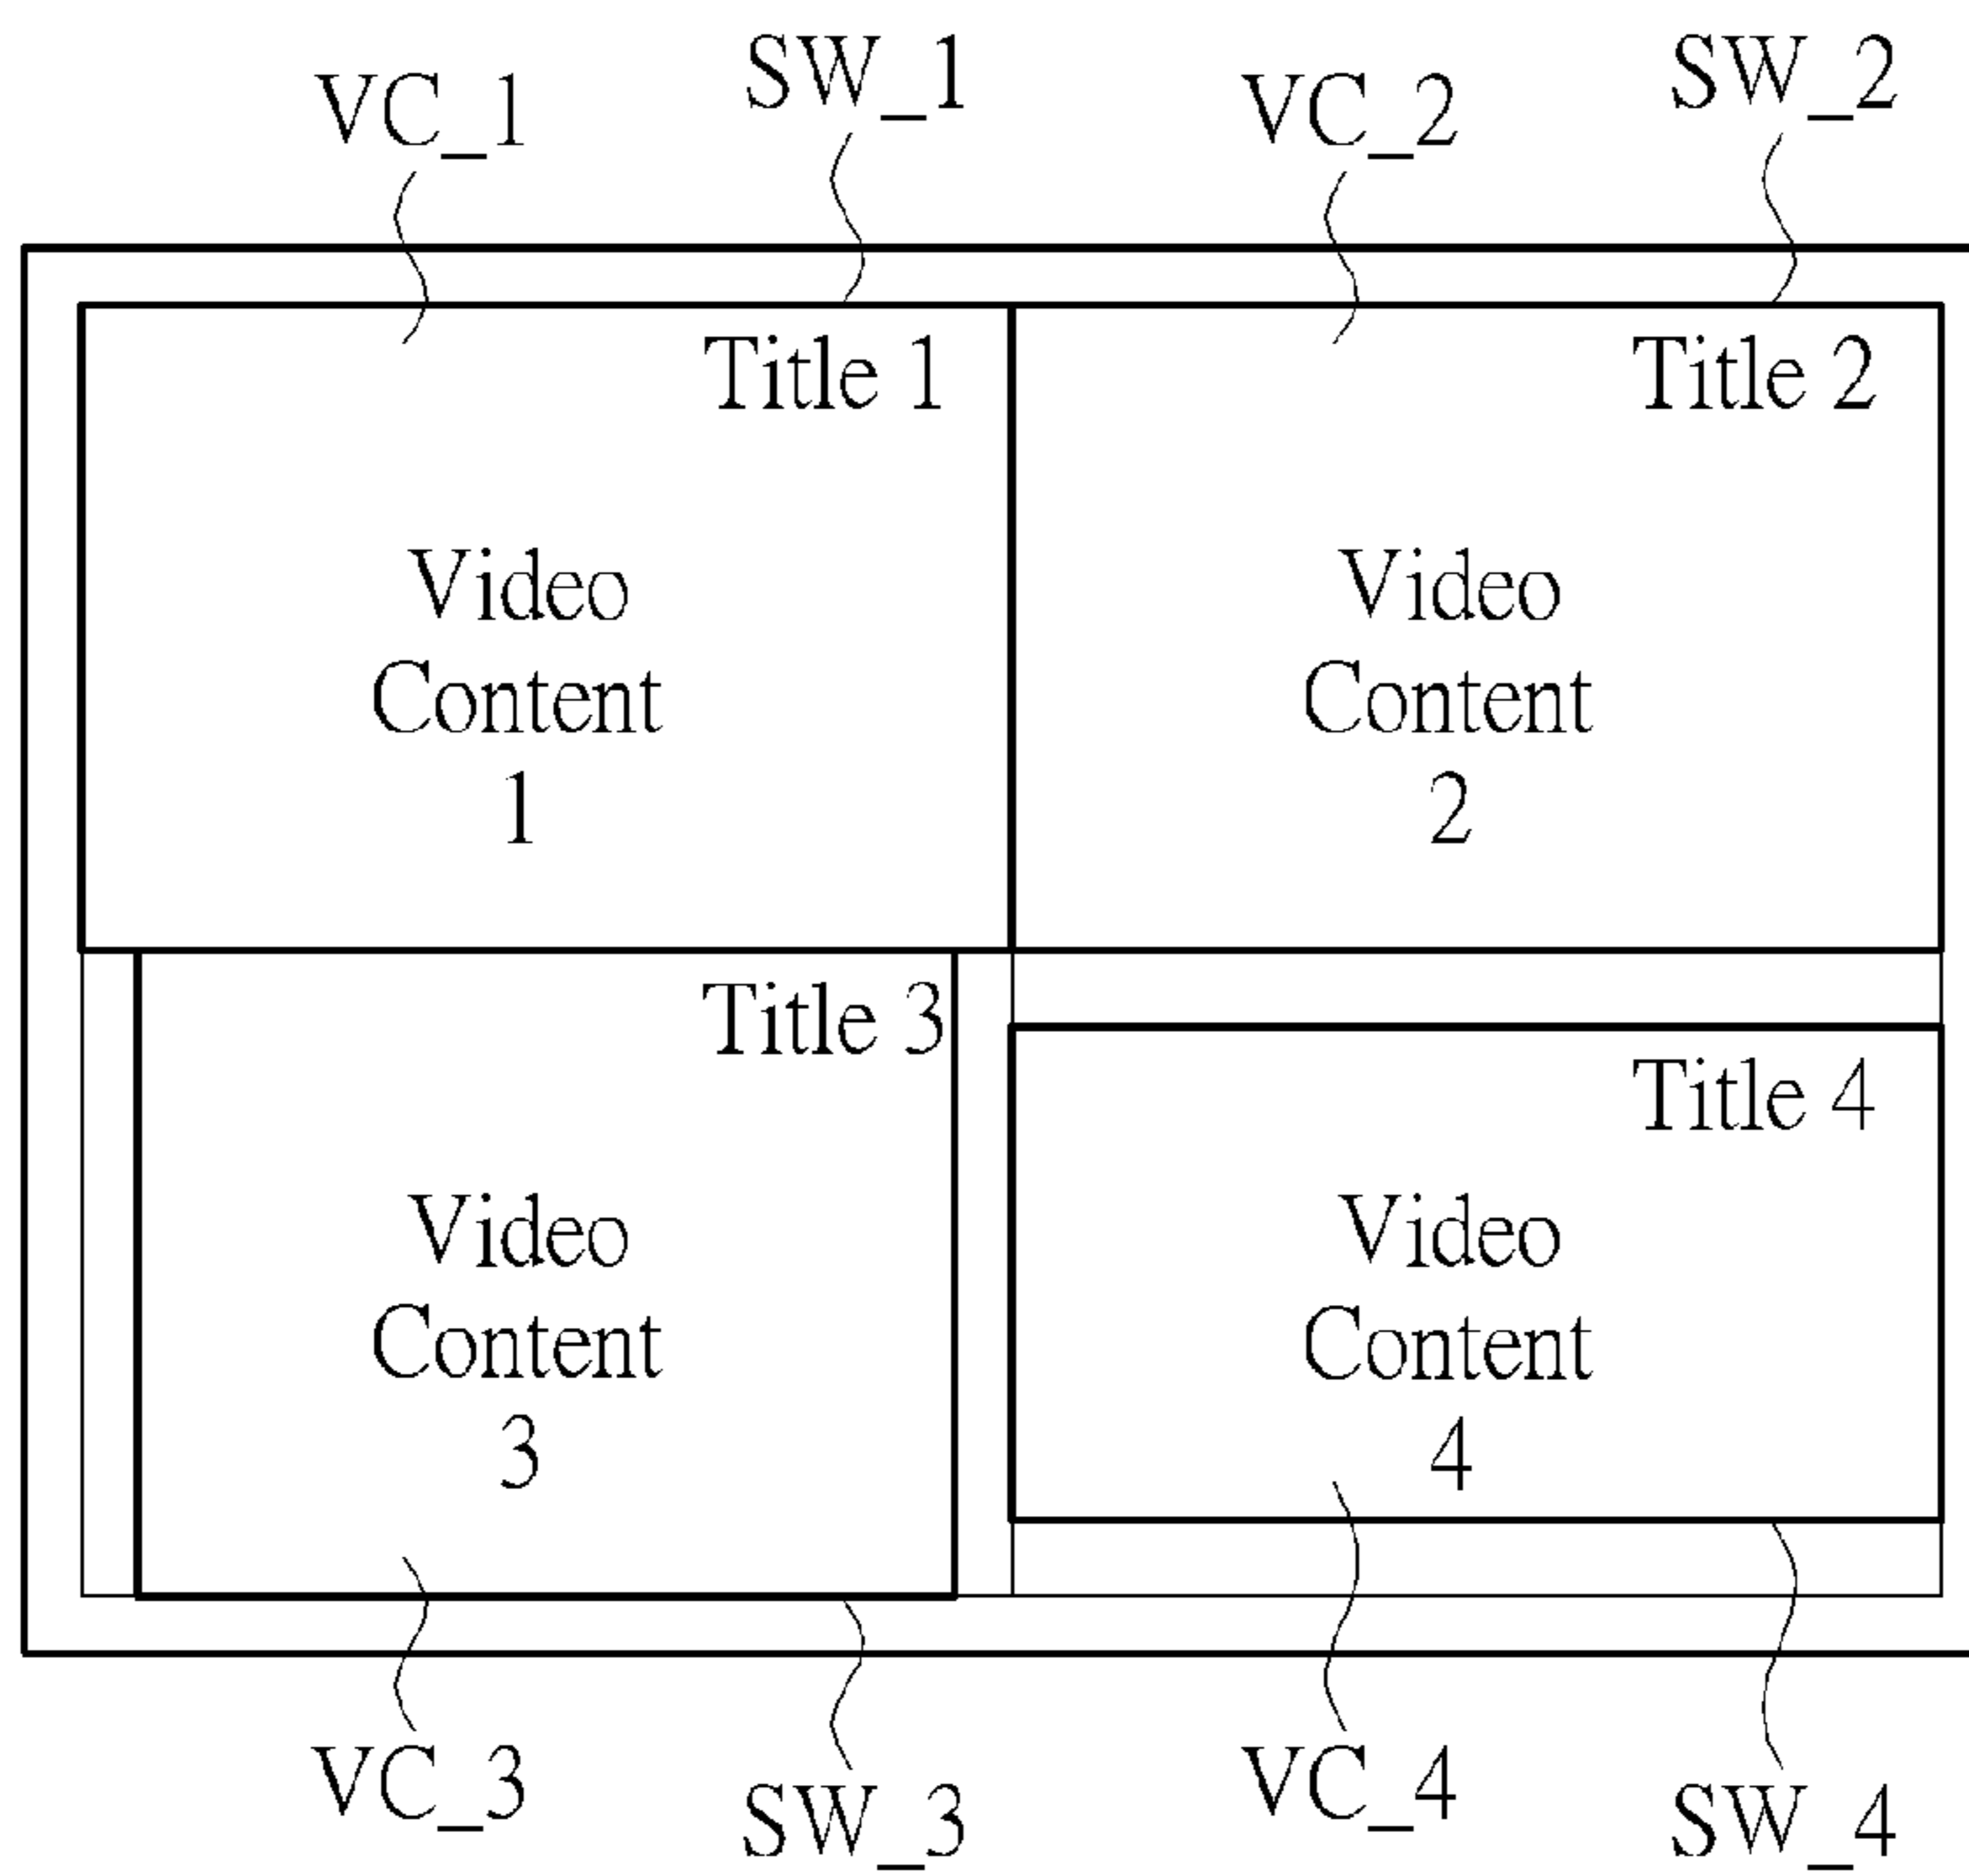 SW_1
SW_2
VC_1
VC_2
Title 1
Title 2
Video
Content
1
Video
Content
2
Title 3
Title 4
Video
Content
3
Video
Content
4
VC_3
VC_4
SW_3
SW_4